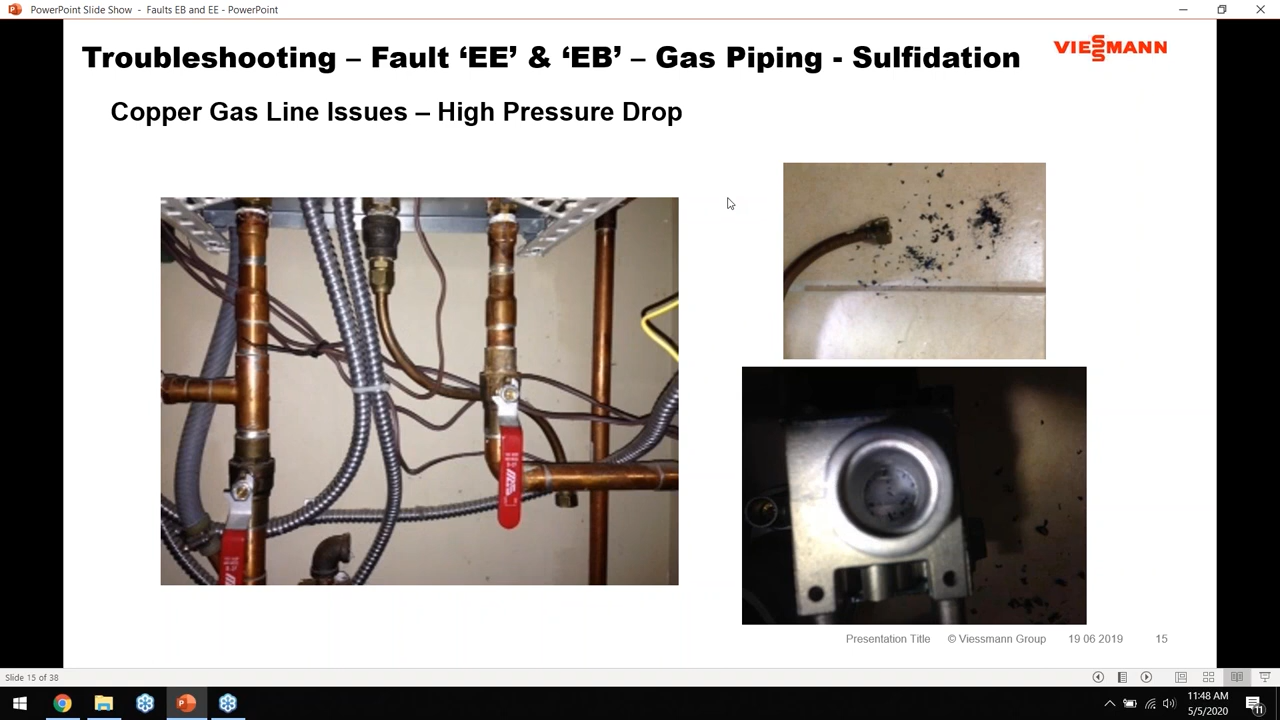 PowerPoint Slide Show - Faults EB and EE - PowerPoint
Troubleshooting – Fault ‘EE’ & ‘EB’ – Gas Piping - Sulfidation
VIESSMANN
Copper Gas Line Issues – High Pressure Drop
Presentation Title © Viessmann Group 19 06 2019 15
Slide 15 of 38
11:48 AM
5/5/2020
11